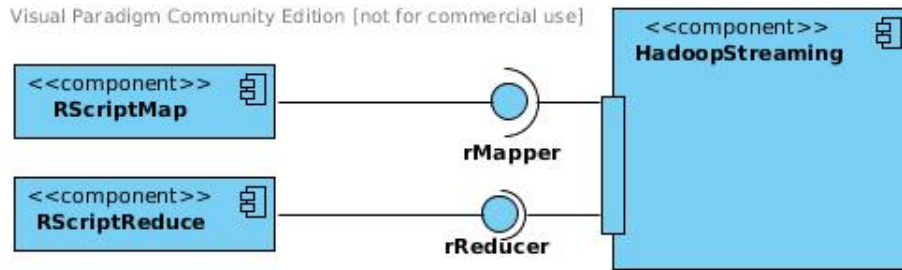 Visual Paradigm Community Edition [not for commercial use]
<<component>>
HadoopStreaming
<<component>>
RScriptMap
rMapper
<<component>>
RScriptReduce
rReducer